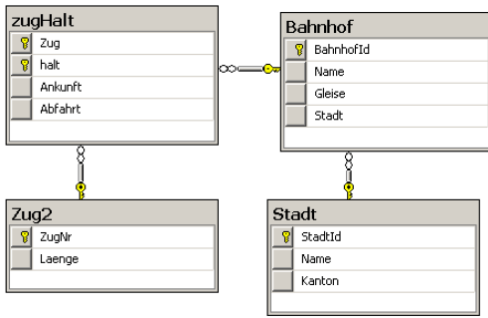 zugHalt
Zug
halt
Ankunft
Abfahrt
Bahnhof
BahnhofId
Name
Gleise
Stadt
Zug2
ZugNr
Laenge
Stadt
StadtId
Name
Kanton